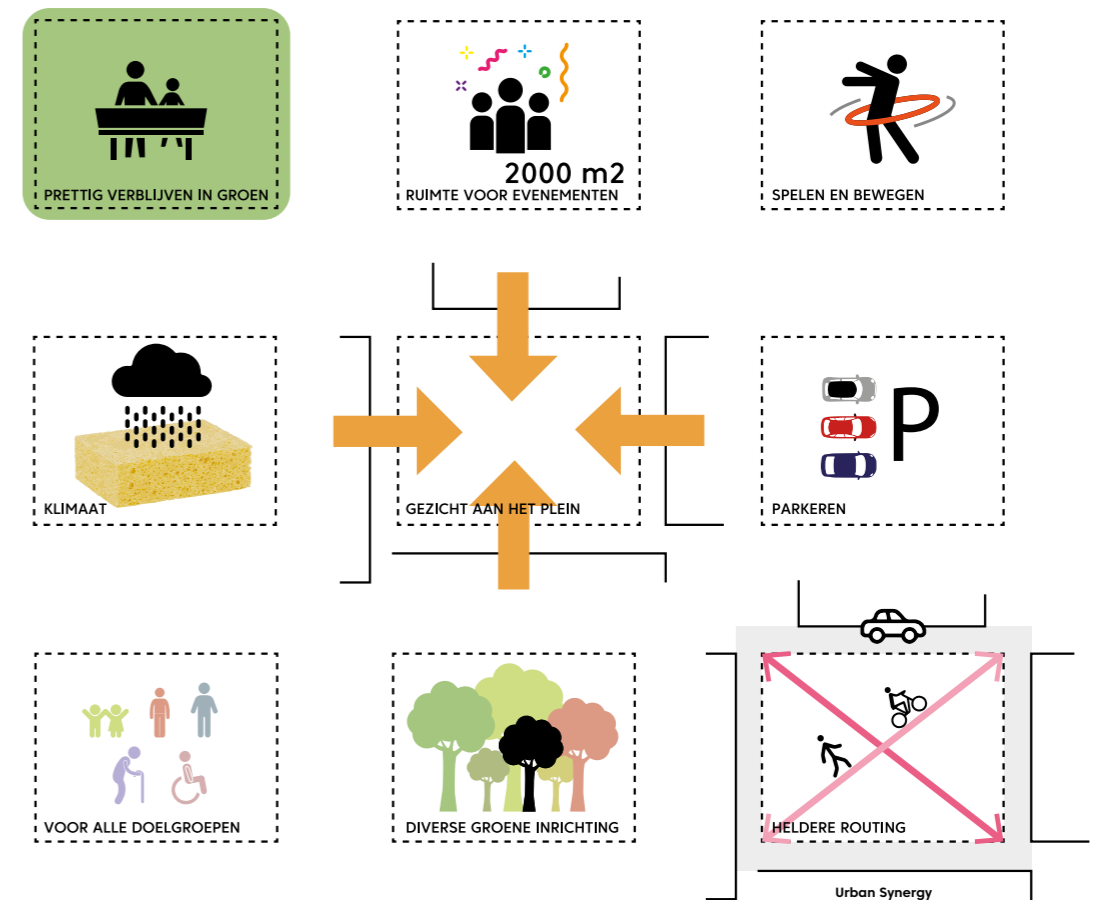 PRETTIG VERBLIJVEN IN GROEN
2000 m2
RUIMTE VOOR EVENEMENTEN
SPELEN EN BEWEGEN
KLIMAAT
GEZICHT AAN HET PLEIN
P
PARKEREN
VOOR ALLE DOELGROEPEN
DIVERSE GROENE INRICHTING
HELDERE ROUTING
Urban Synergy